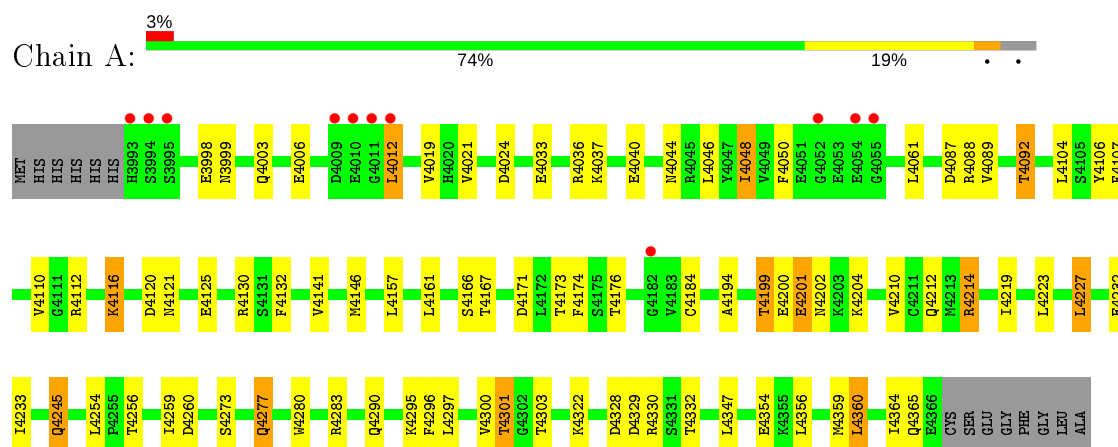 3%
Chain A:
74% 19% • •
MET HIS HIS HIS HIS HIS H3993 S3994 S3995 E3998 N3999 Q4003 E4006 D4009 E4010 G4011 L4012 V4019 H4020 V4021 D4024 E4033 R4036 K4037 E4040 N4044 R4045 L4046 Y4047 I4048 V4049 F4050 E4051 G4052 E4053 E4054 G4055 L4061 D4087 R4088 V4089 T4092 L4104 S4105 Y4106 E4107
V4110 G4111 R4112 K4116 D4120 N4121 E4125 R4130 S4131 F4132 V4141 M4146 L4157 L4161 S4166 T4167 D4171 L4172 T4173 F4174 S4175 T4176 G4182 V4183 C4184 A4194 T4199 E4200 E4201 N4202 K4203 K4204 V4210 C4211 Q4212 M4213 R4214 I4219 L4223 L4227
I4233 Q4245 L4254 P4255 T4256 I4259 D4260 S4273 Q4277 W4280 R4283 Q4290 K4295 F4296 L4297 V4300 T4301 G4302 T4303 K4322 D4328 D4329 R4330 S4331 T4332 L4347 E4354 K4355 L4356 M4359 L4360 I4364 Q4365 E4366 CYS SER GLU GLY PHE GLY LEU ALA